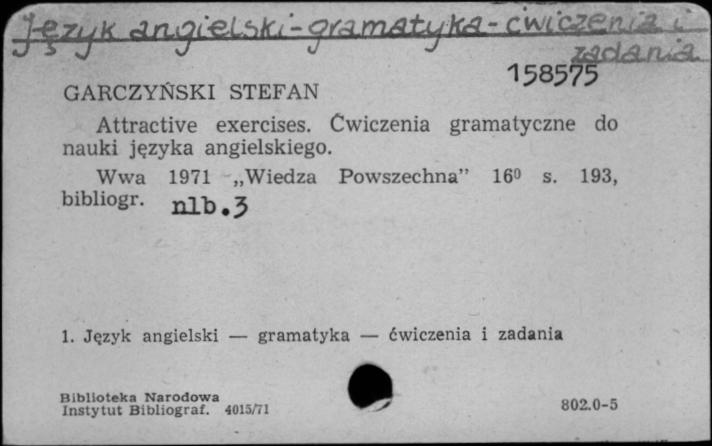 Język angielski-gramatyka-ćwiczenia i
zadania
158575
GARCZYŃSKI STEFAN
Attractive exercises. Ćwiczenia gramatyczne do
nauki języka angielskiego.
Wwa 1971 „Wiedza Powszechna” 16⁰ s. 193,
bibliogr. nlb.3
1. Język angielski — gramatyka — ćwiczenia i zadania
Biblioteka Narodowa
Instytut Bibliograf. 4015/71
802.0-5